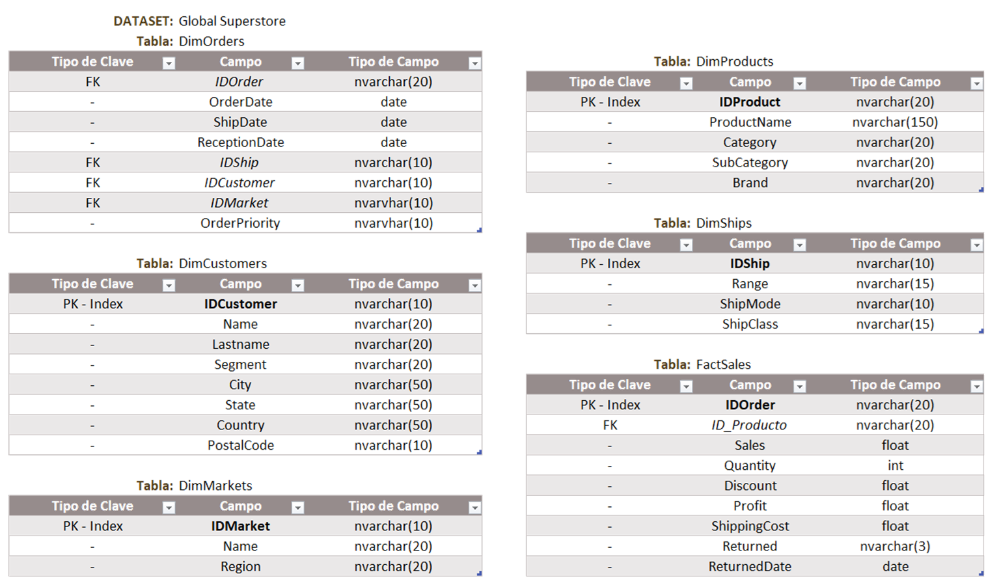 DATASET: Global Superstore
Tabla: DimOrders
Tipo de Clave Campo Tipo de Campo
FK IDOrder nvarchar(20)
- OrderDate date
- ShipDate date
- ReceptionDate date
FK IDShip nvarchar(10)
FK IDCustomer nvarchar(10)
FK IDMarket nvarvhar(10)
- OrderPriority nvarvhar(10)
Tabla: DimCustomers
Tipo de Clave Campo Tipo de Campo
PK - Index IDCustomer nvarchar(10)
- Name nvarchar(20)
- Lastname nvarchar(20)
- Segment nvarchar(20)
- City nvarchar(50)
- State nvarchar(50)
- Country nvarchar(50)
- PostalCode nvarchar(10)
Tabla: DimMarkets
Tipo de Clave Campo Tipo de Campo
PK - Index IDMarket nvarchar(10)
- Name nvarchar(20)
- Region nvarchar(20)
Tabla: DimProducts
Tipo de Clave Campo Tipo de Campo
PK - Index IDProduct nvarchar(20)
- ProductName nvarchar(150)
- Category nvarchar(20)
- SubCategory nvarchar(20)
- Brand nvarchar(20)
Tabla: DimShips
Tipo de Clave Campo Tipo de Campo
PK - Index IDShip nvarchar(10)
- Range nvarchar(15)
- ShipMode nvarchar(10)
- ShipClass nvarchar(15)
Tabla: FactSales
Tipo de Clave Campo Tipo de Campo
PK - Index IDOrder nvarchar(20)
FK ID_Producto nvarchar(20)
- Sales float
- Quantity int
- Discount float
- Profit float
- ShippingCost float
- Returned nvarchar(3)
- ReturnedDate date